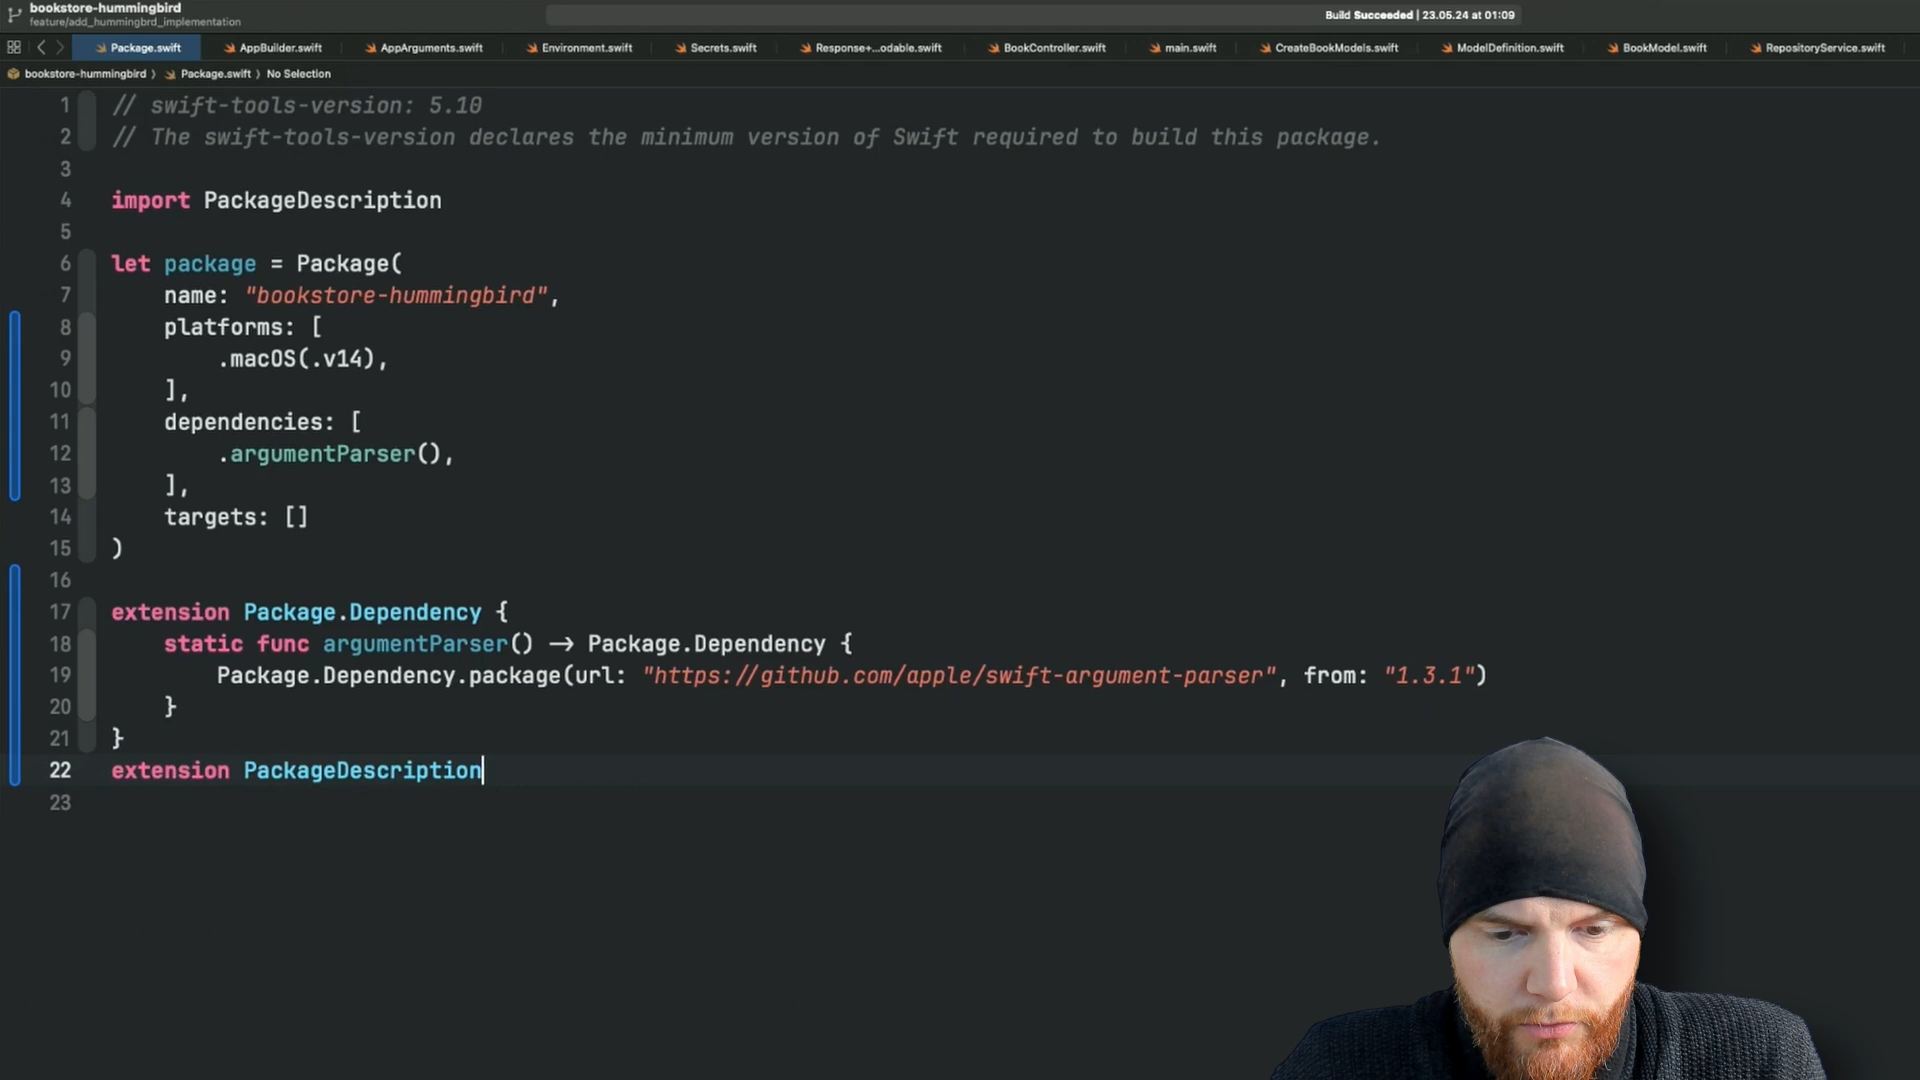 bookstore-hummingbird
feature/add_hummingbrd_implementation
Build Succeeded | 23.05.24 at 01:09
Package.swift AppBuilder.swift AppArguments.swift Environment.swift Secrets.swift Response+...odable.swift BookController.swift main.swift CreateBookModels.swift ModelDefinition.swift BookModel.swift RepositoryService.swift
bookstore-hummingbird 〉 Package.swift 〉 No Selection
1 // swift-tools-version: 5.10
2 // The swift-tools-version declares the minimum version of Swift required to build this package.
3
4 import PackageDescription
5
6 let package = Package(
7 name: "bookstore-hummingbird",
8 platforms: [
9 .macOS(.v14),
10 ],
11 dependencies: [
12 .argumentParser(),
13 ],
14 targets: []
15 )
16
17 extension Package.Dependency {
18 static func argumentParser() -> Package.Dependency {
19 Package.Dependency.package(url: "https://github.com/apple/swift-argument-parser", from: "1.3.1")
20 }
21 }
22 extension PackageDescription
23